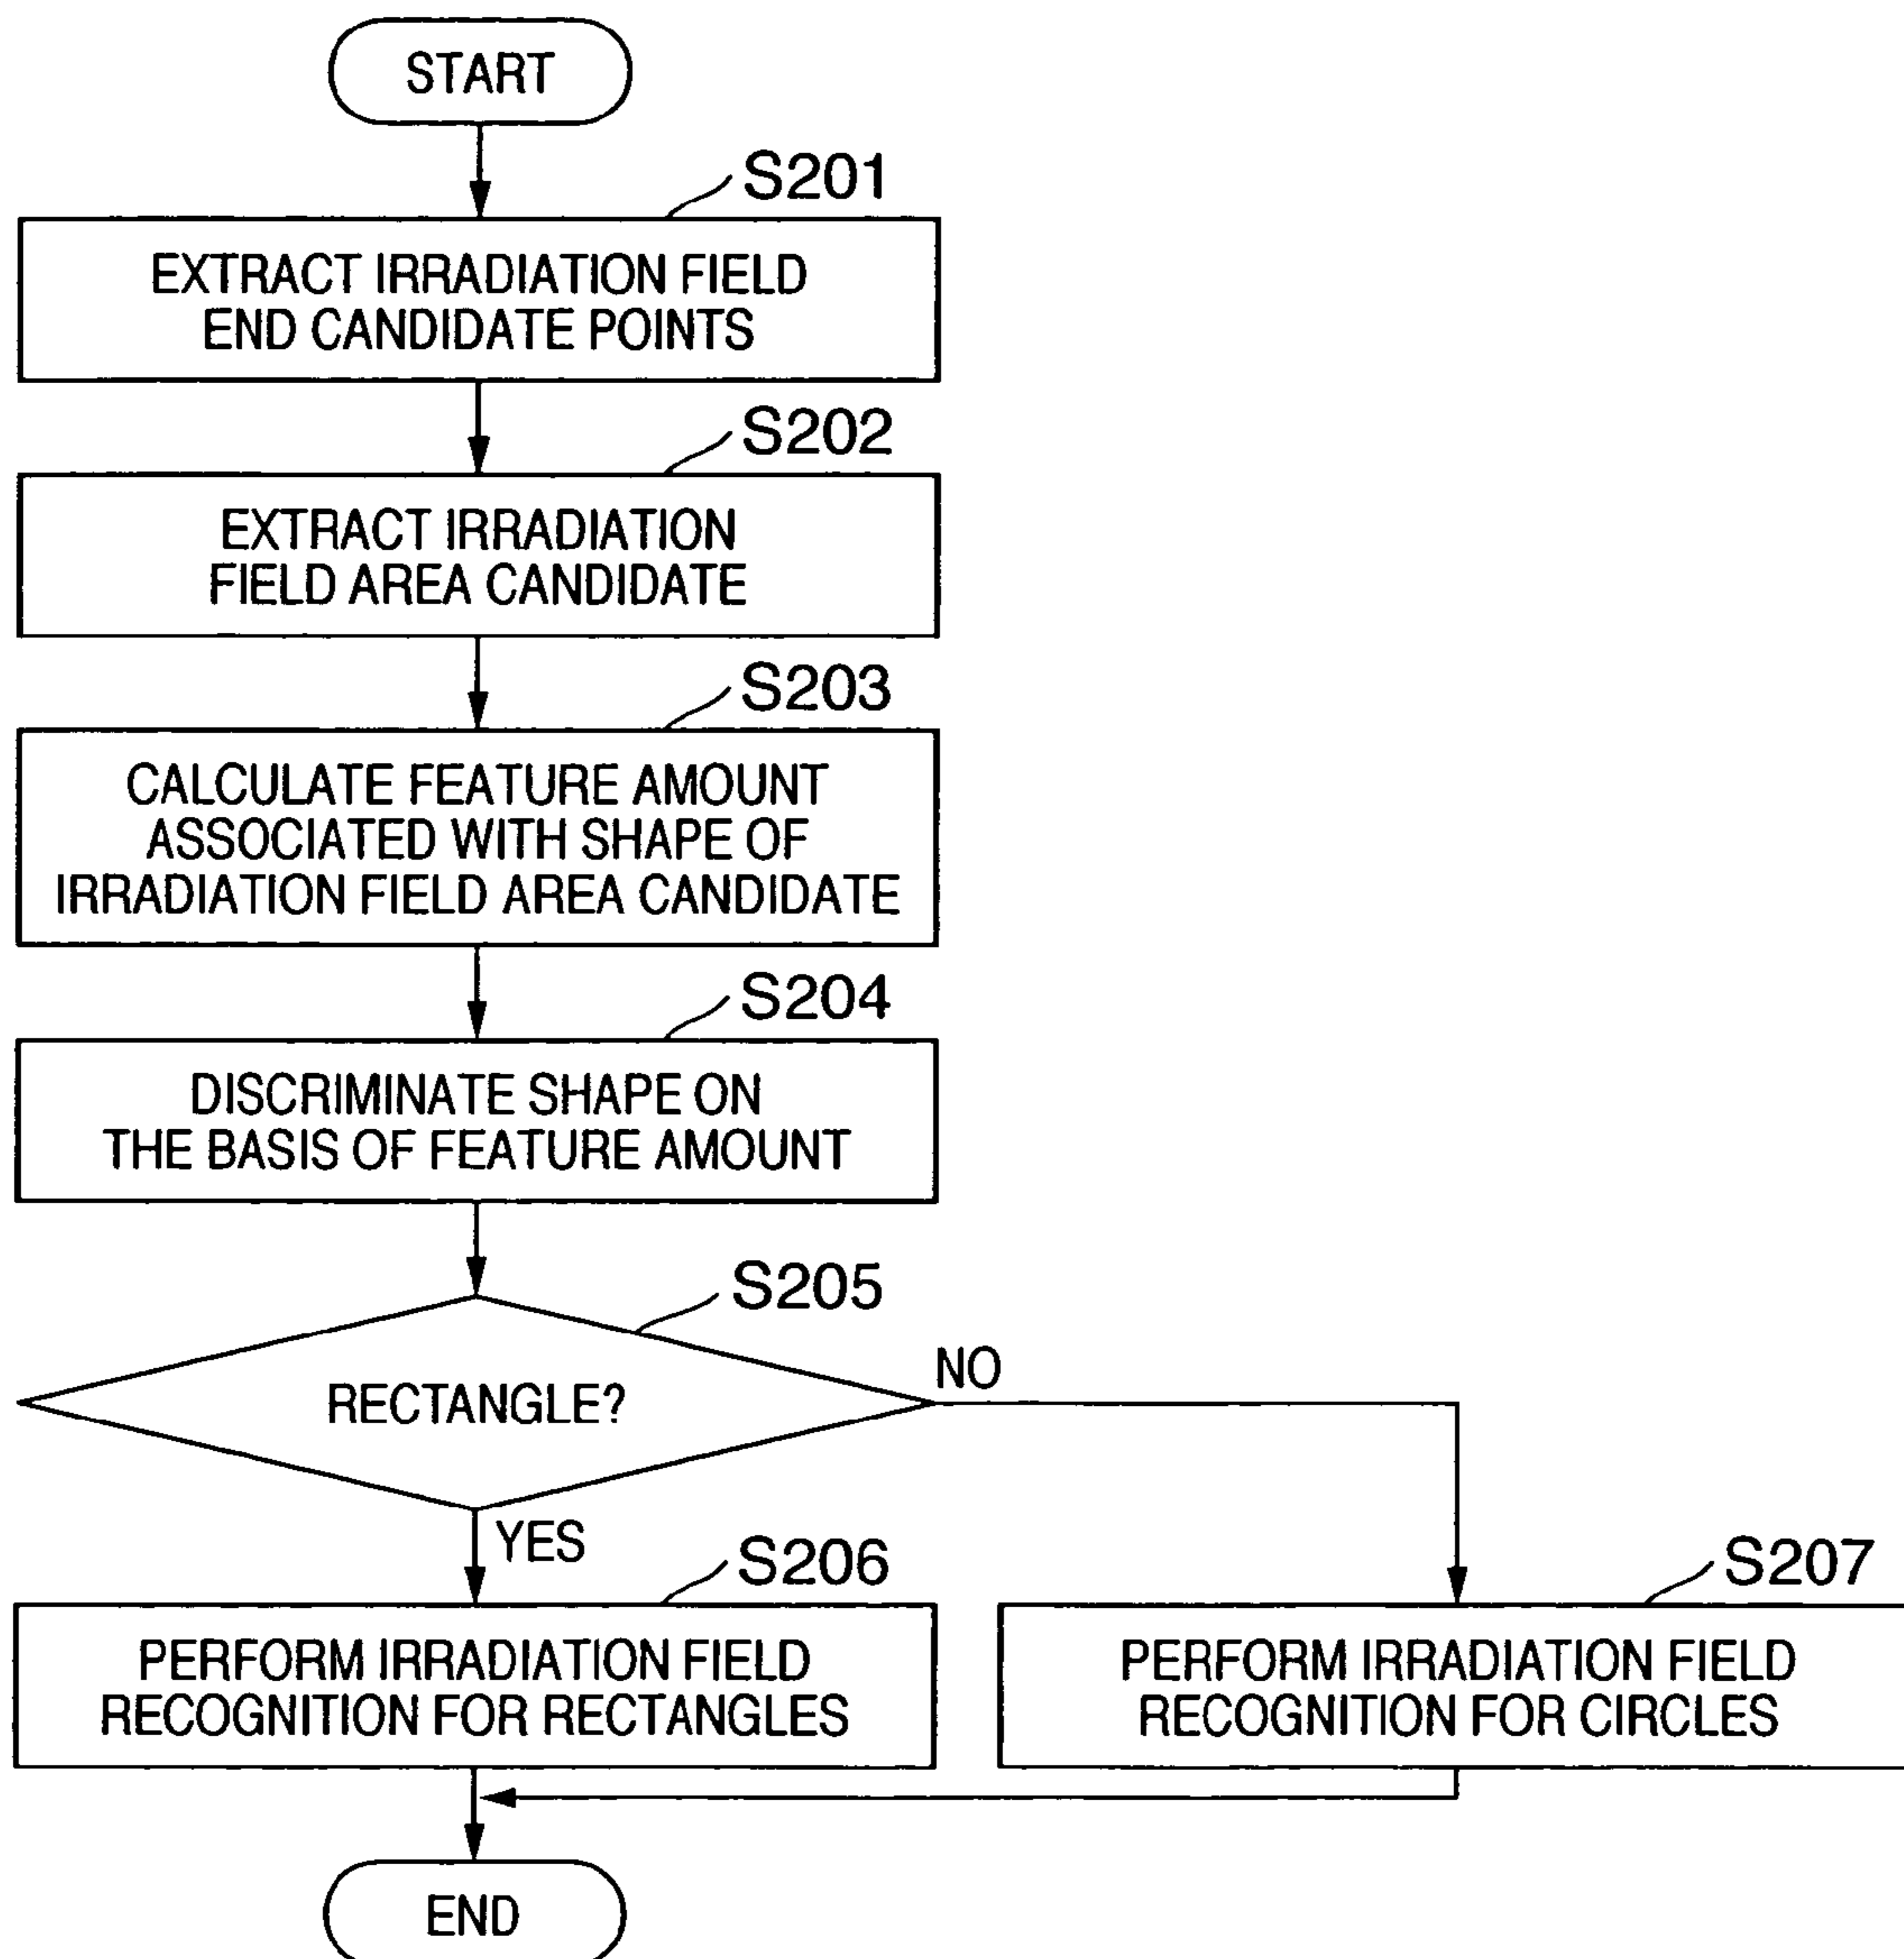 START
S201
EXTRACT IRRADIATION FIELD
END CANDIDATE POINTS
S202
EXTRACT IRRADIATION
FIELD AREA CANDIDATE
S203
CALCULATE FEATURE AMOUNT
ASSOCIATED WITH SHAPE OF
IRRADIATION FIELD AREA CANDIDATE
S204
DISCRIMINATE SHAPE ON
THE BASIS OF FEATURE AMOUNT
S205
RECTANGLE?
NO
YES
S206
PERFORM IRRADIATION FIELD
RECOGNITION FOR RECTANGLES
S207
PERFORM IRRADIATION FIELD
RECOGNITION FOR CIRCLES
END